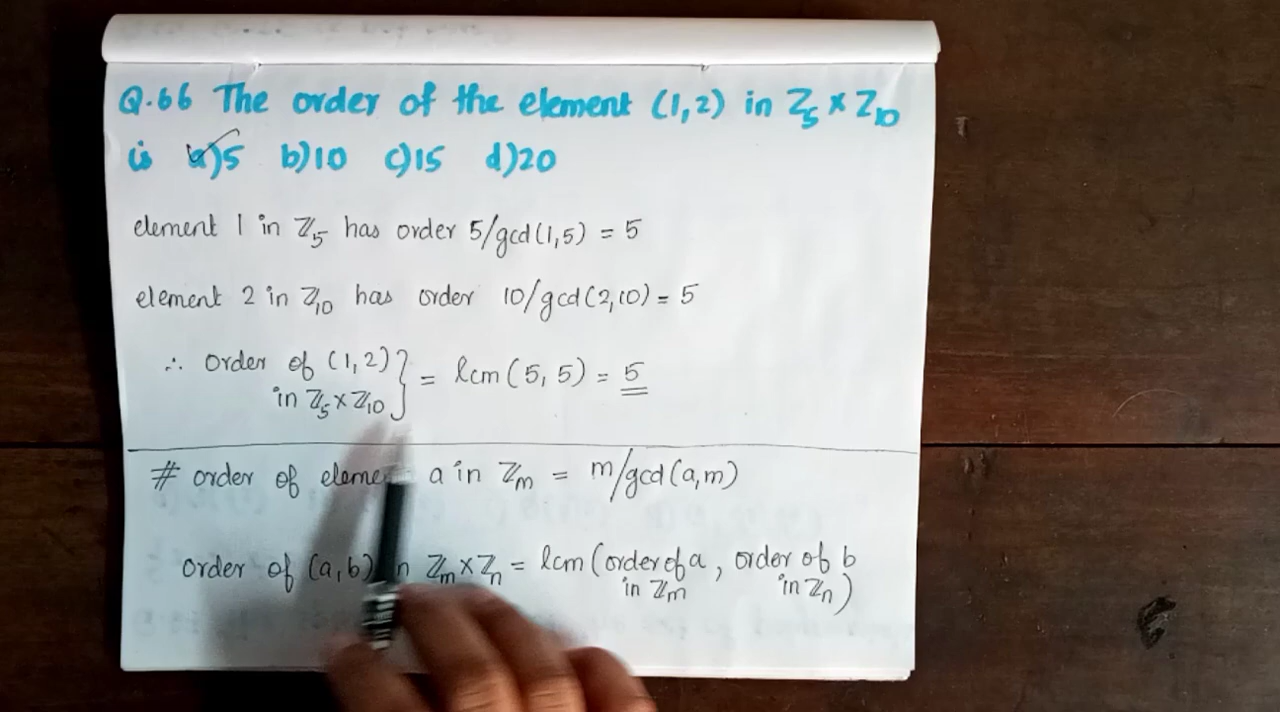 Q.66 The order of the element (1,2) in Z5 × Z10
is a)5 b)10 c)15 d)20
element 1 in ℤ5 has order 5/gcd(1,5) = 5
element 2 in ℤ10 has order 10/gcd(2,10) = 5
∴ order of (1,2) } = lcm(5,5) = 5
in ℤ5×ℤ10
# order of element a in ℤm = m/gcd(a,m)
order of (a,b) in ℤm×ℤn = lcm(order of a, order of b
in ℤm in ℤn)